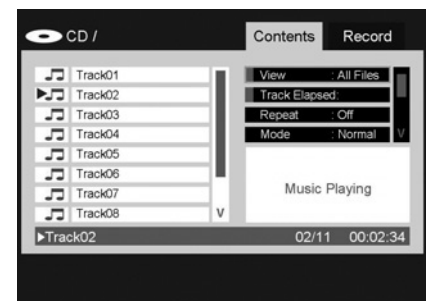 CD / Contents Record
Track01
Track02
Track03
Track04
Track05
Track06
Track07
Track08
V
View : All Files
Track Elapsed:
Repeat : Off
Mode : Normal V
Music Playing
Track02 02/11 00:02:34